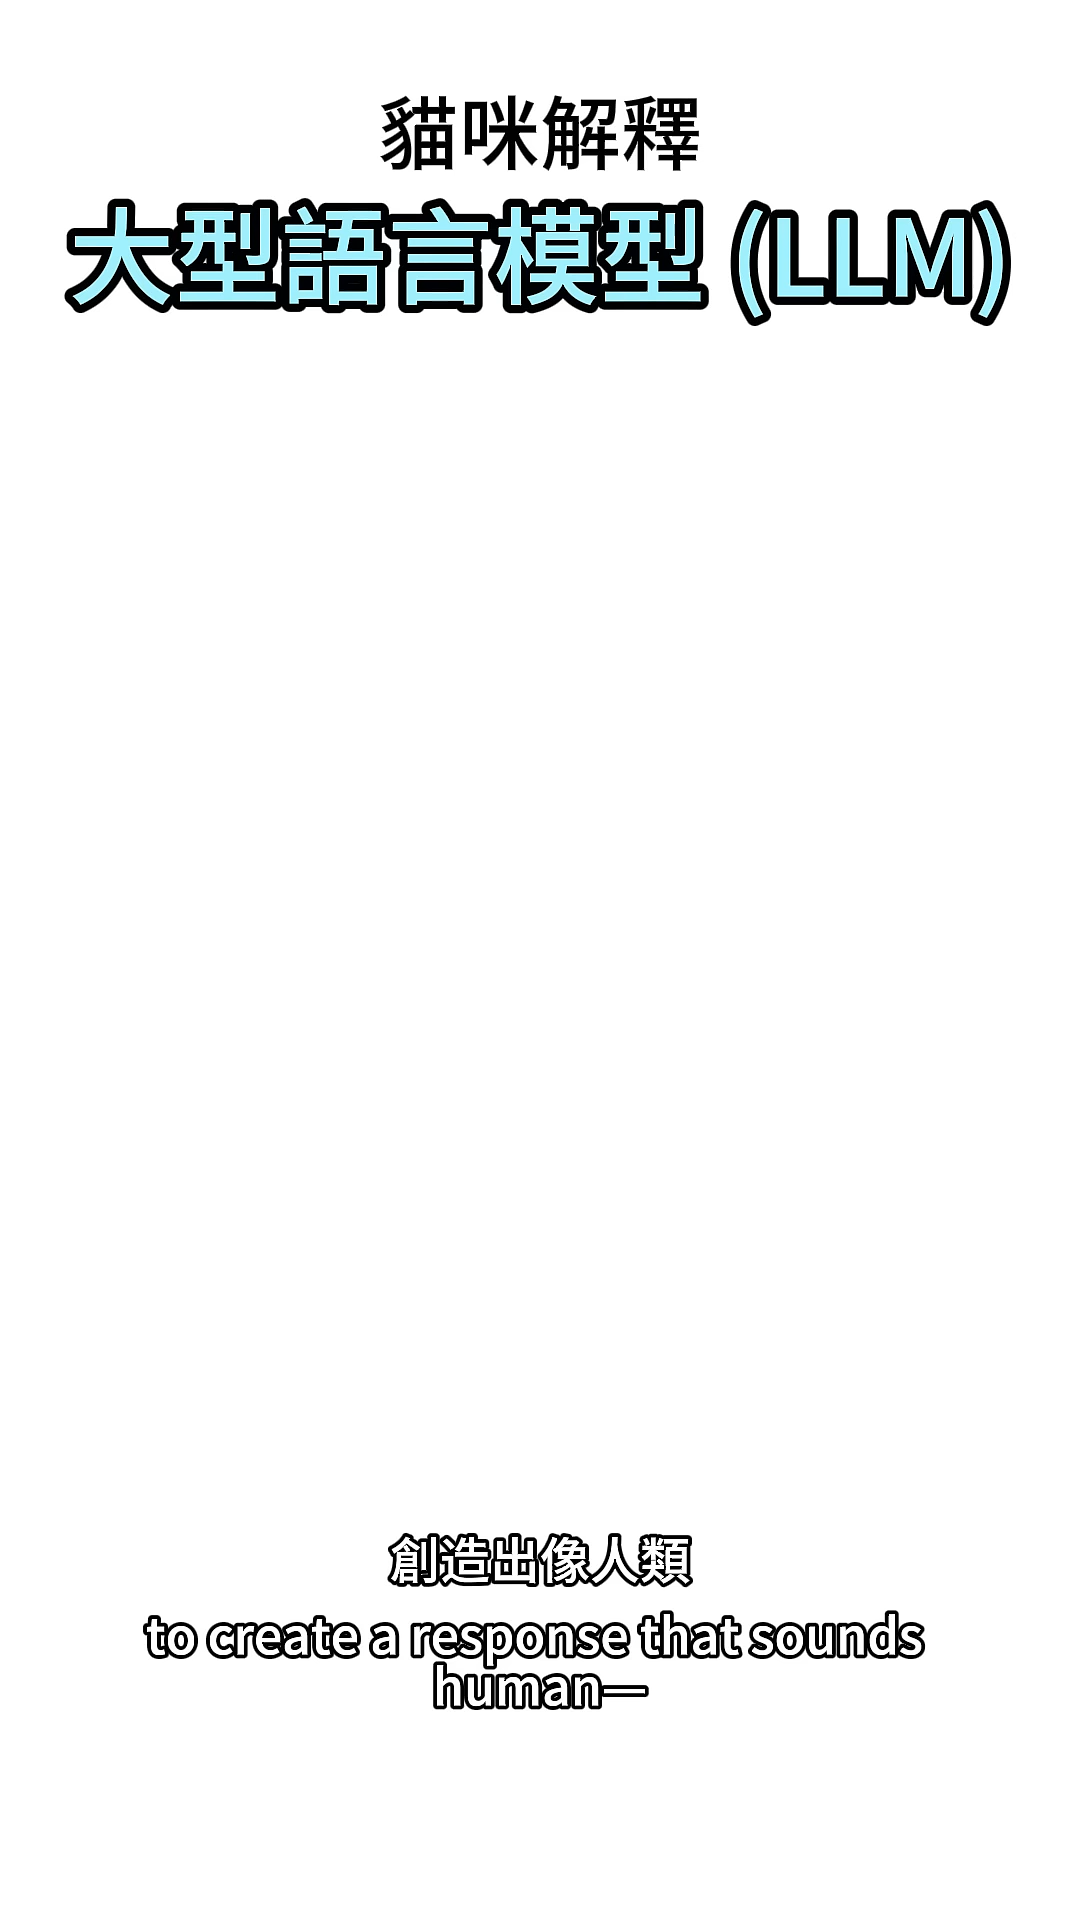 貓咪解釋
大型語言模型 (LLM)
創造出像人類
to create a response that sounds
human—